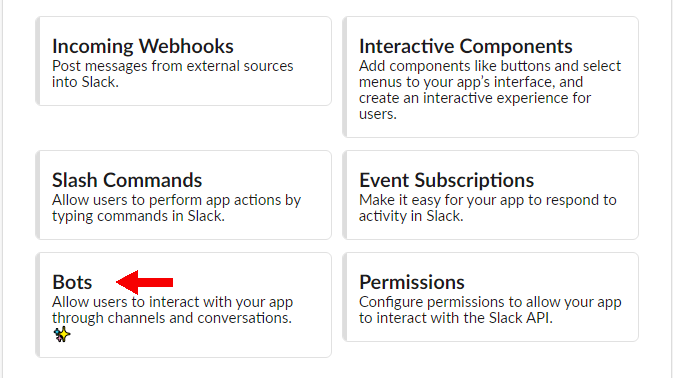 Incoming Webhooks
Post messages from external sources
into Slack.
Interactive Components
Add components like buttons and select
menus to your app's interface, and
create an interactive experience for
users.
Slash Commands
Allow users to perform app actions by
typing commands in Slack.
Event Subscriptions
Make it easy for your app to respond to
activity in Slack.
Bots
Allow users to interact with your app
through channels and conversations.
Permissions
Configure permissions to allow your app
to interact with the Slack API.